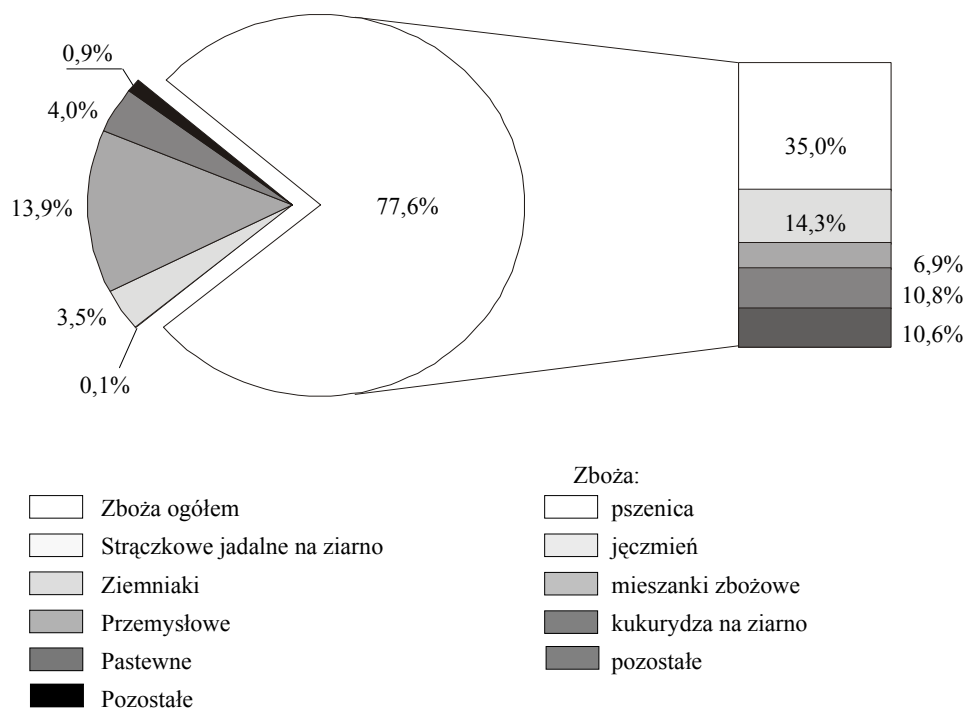 0,9%
4,0%
13,9%
3,5%
0,1%
77,6%
35,0%
14,3%
6,9%
10,8%
10,6%
Zboża ogółem
Strączkowe jadalne na ziarno
Ziemniaki
Przemysłowe
Pastewne
Pozostałe
Zboża:
pszenica
jęczmień
mieszanki zbożowe
kukurydza na ziarno
pozostałe